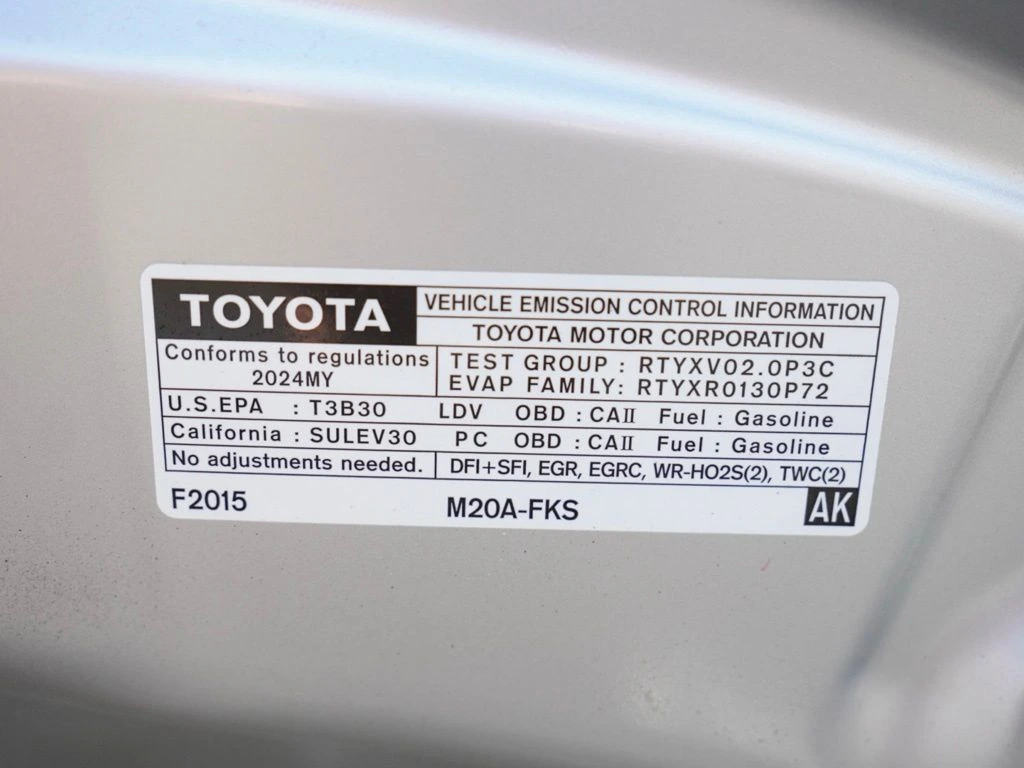 TOYOTA
VEHICLE EMISSION CONTROL INFORMATION
TOYOTA MOTOR CORPORATION
Conforms to regulations
2024MY
TEST GROUP : RTYXV02.0P3C
EVAP FAMILY: RTYXR0130P72
U.S.EPA : T3B30 LDV OBD : CAII Fuel : Gasoline
California : SULEV30 PC OBD : CAII Fuel : Gasoline
No adjustments needed. DFI+SFI, EGR, EGRC, WR-HO2S(2), TWC(2)
F2015 M20A-FKS AK